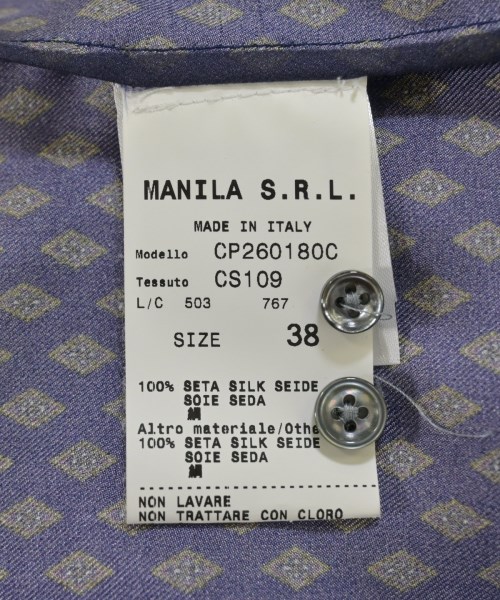 MANILA S.R.L.
MADE IN ITALY
Modello CP260180C
Tessuto CS109
L/C 503 767
SIZE 38
100% SETA SILK SEIDE
SOIE SEDA
絹
Altro materiale/Othe
100% SETA SILK SEIDE
SOIE SEDA
絹
NON LAVARE
NON TRATTARE CON CLORO